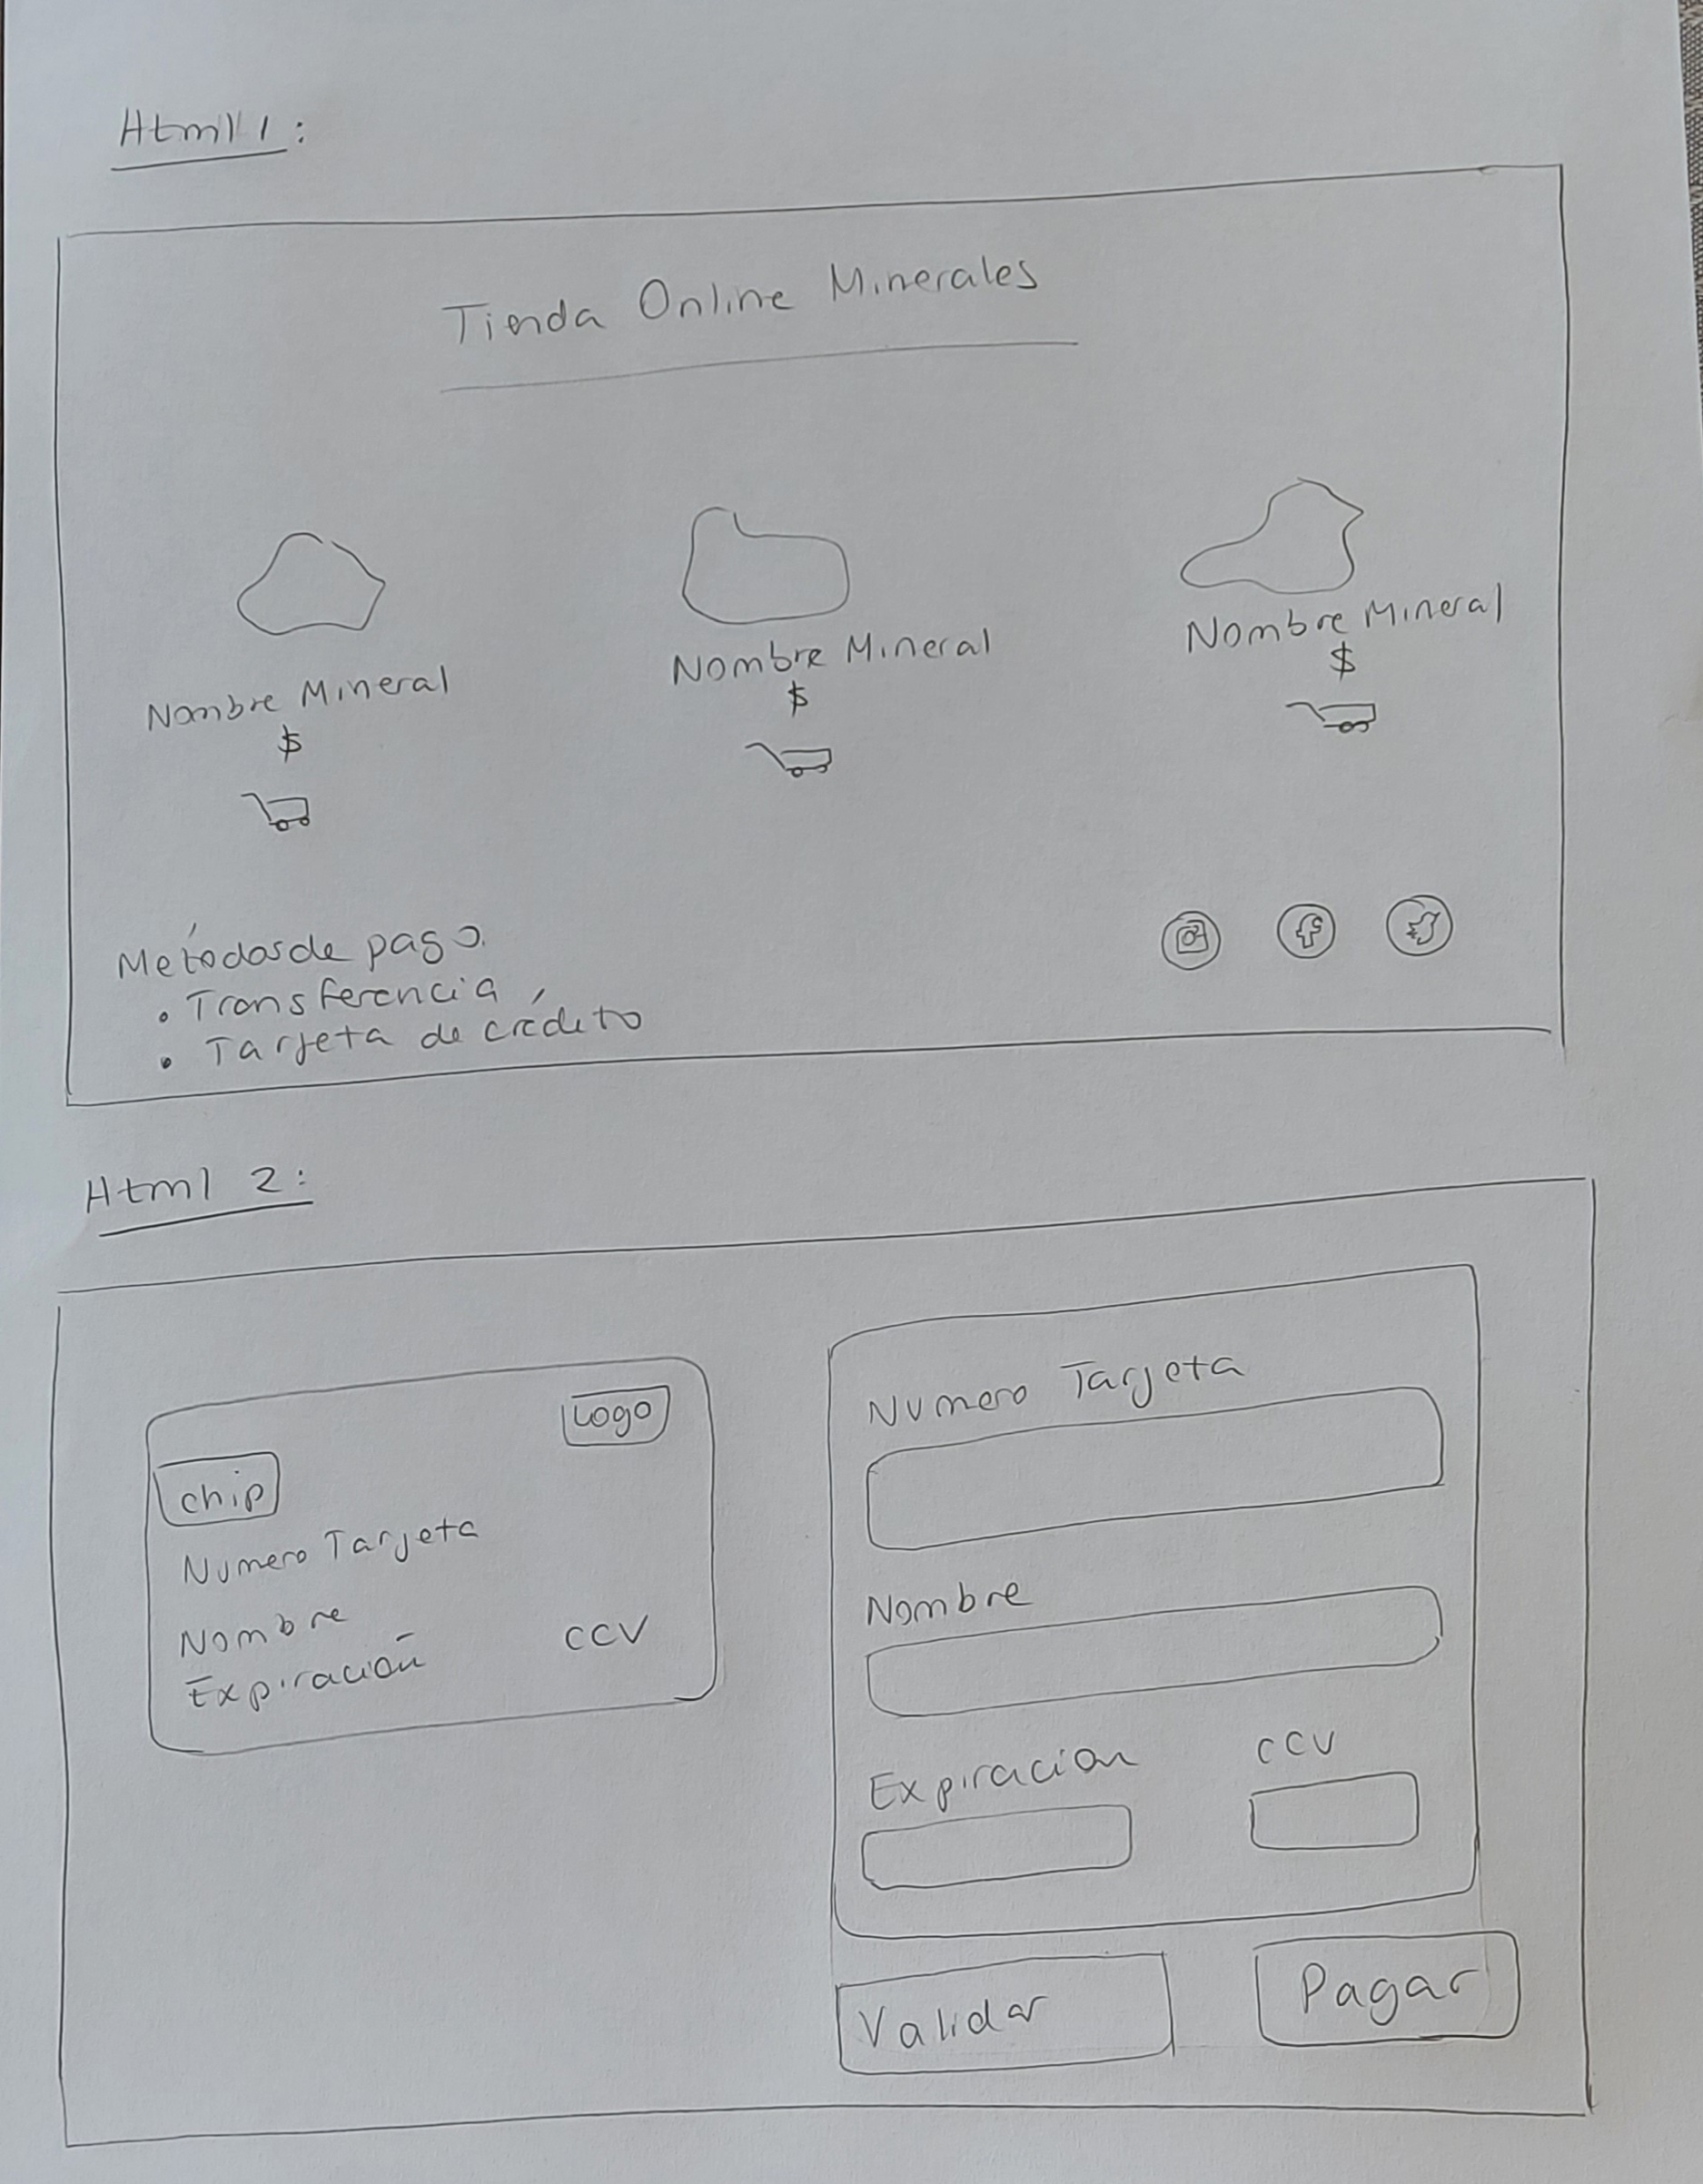 Html 1:
Tienda Online Minerales
Nombre Mineral
$
Nombre Mineral
$
Nombre Mineral
$
Metódos de pago.
• Transferencia
• Tarjeta de crédito
Html 2:
Logo
chip
Numero Tarjeta
Nombre
Expiración
CCV
Numero Tarjeta
Nombre
Expiracion
CCV
Validar
Pagar